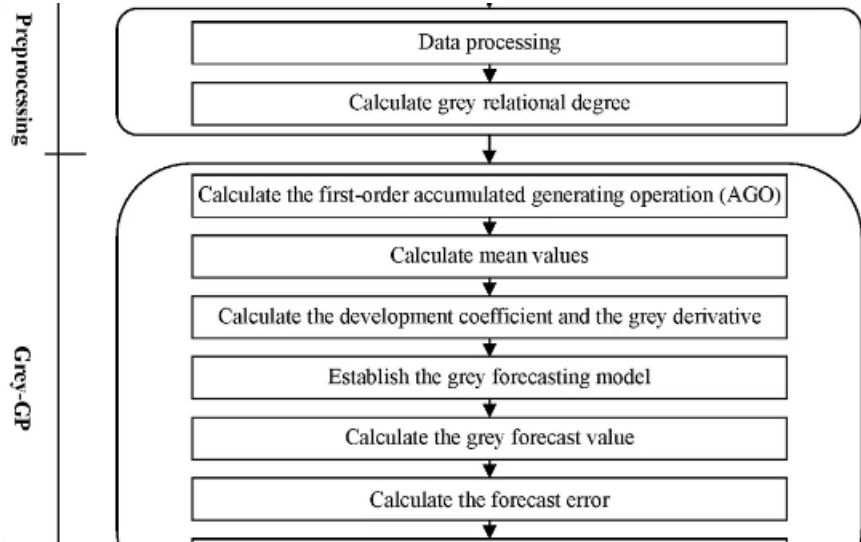 Preprocessing
Data processing
Calculate grey relational degree
Grey-GP
Calculate the first-order accumulated generating operation (AGO)
Calculate mean values
Calculate the development coefficient and the grey derivative
Establish the grey forecasting model
Calculate the grey forecast value
Calculate the forecast error